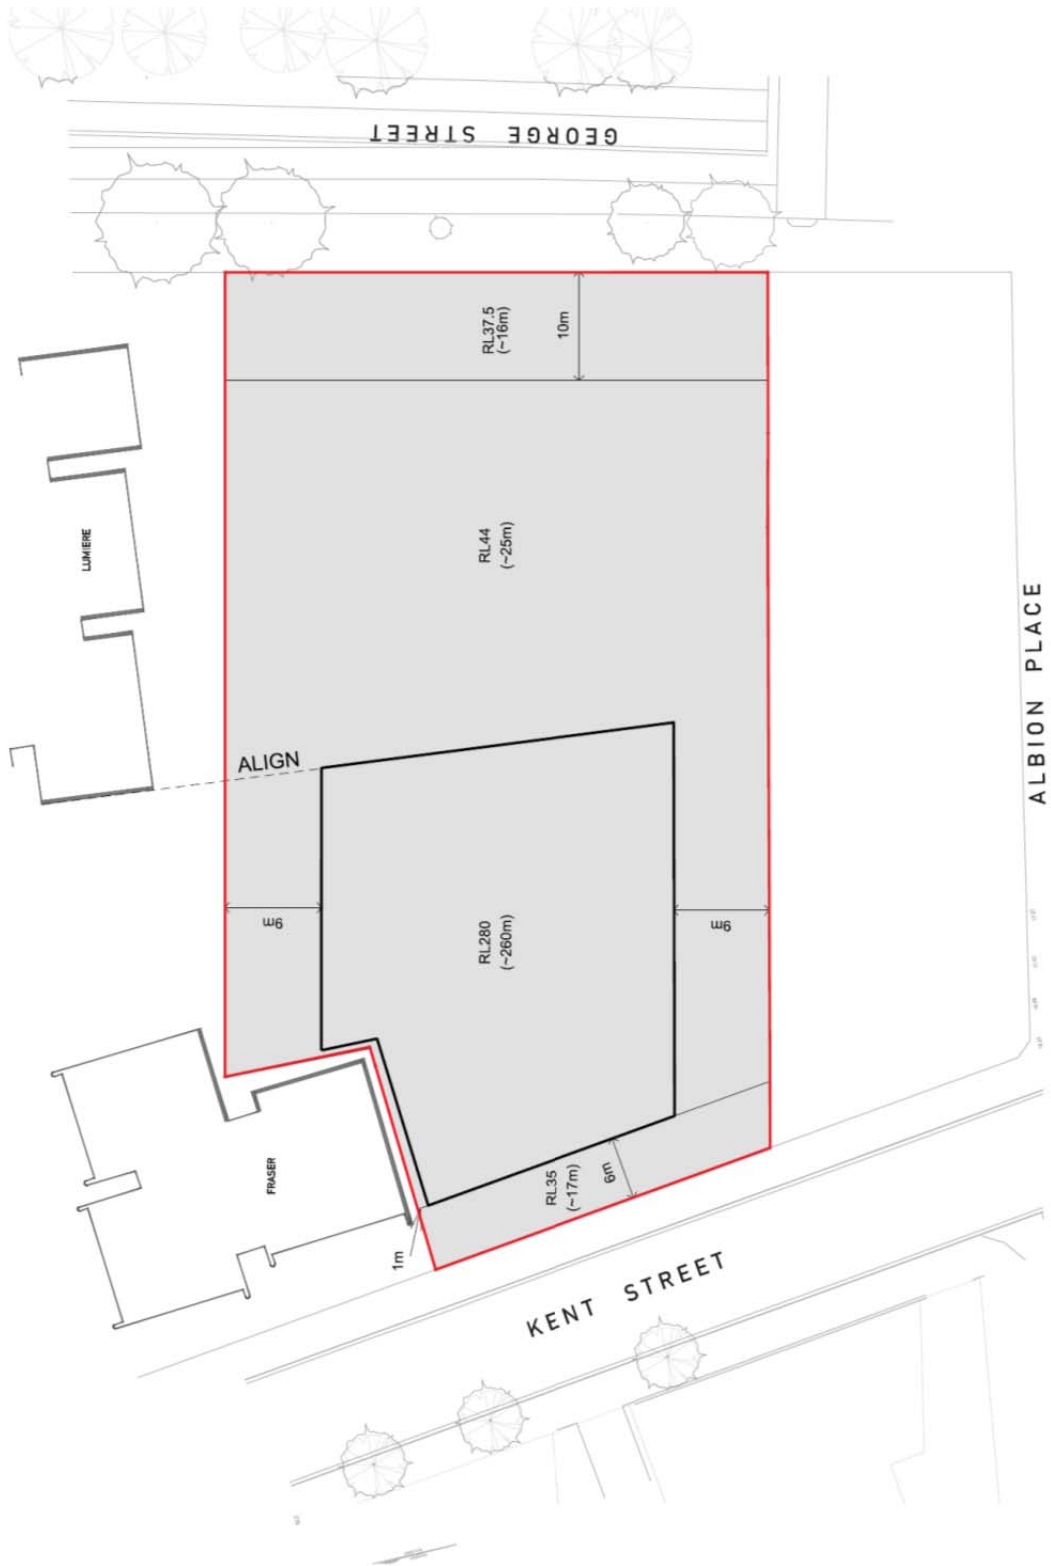 GEORGE STREET
RL37.5
(~16m)
10m
LUMIERE
RL44
(~25m)
ALIGN
ALBION PLACE
9m
9m
RL280
(~260m)
FRASER
RL35
(~17m)
6m
1m
KENT STREET